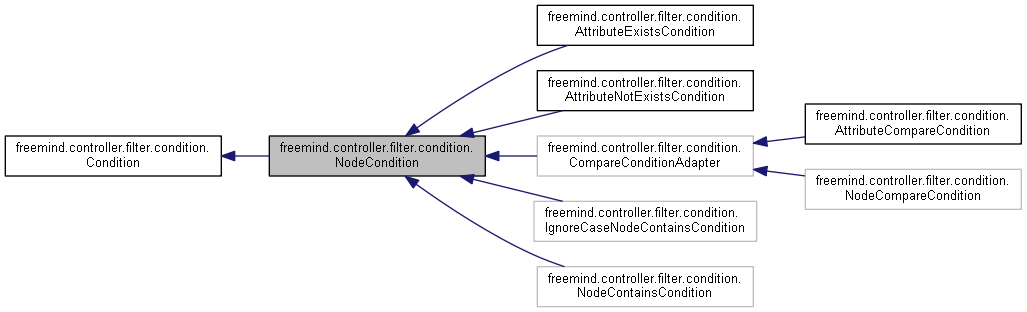 freemind.controller.filter.condition.
Condition
freemind.controller.filter.condition.
NodeCondition
freemind.controller.filter.condition.
AttributeExistsCondition
freemind.controller.filter.condition.
AttributeNotExistsCondition
freemind.controller.filter.condition.
CompareConditionAdapter
freemind.controller.filter.condition.
IgnoreCaseNodeContainsCondition
freemind.controller.filter.condition.
NodeContainsCondition
freemind.controller.filter.condition.
AttributeCompareCondition
freemind.controller.filter.condition.
NodeCompareCondition